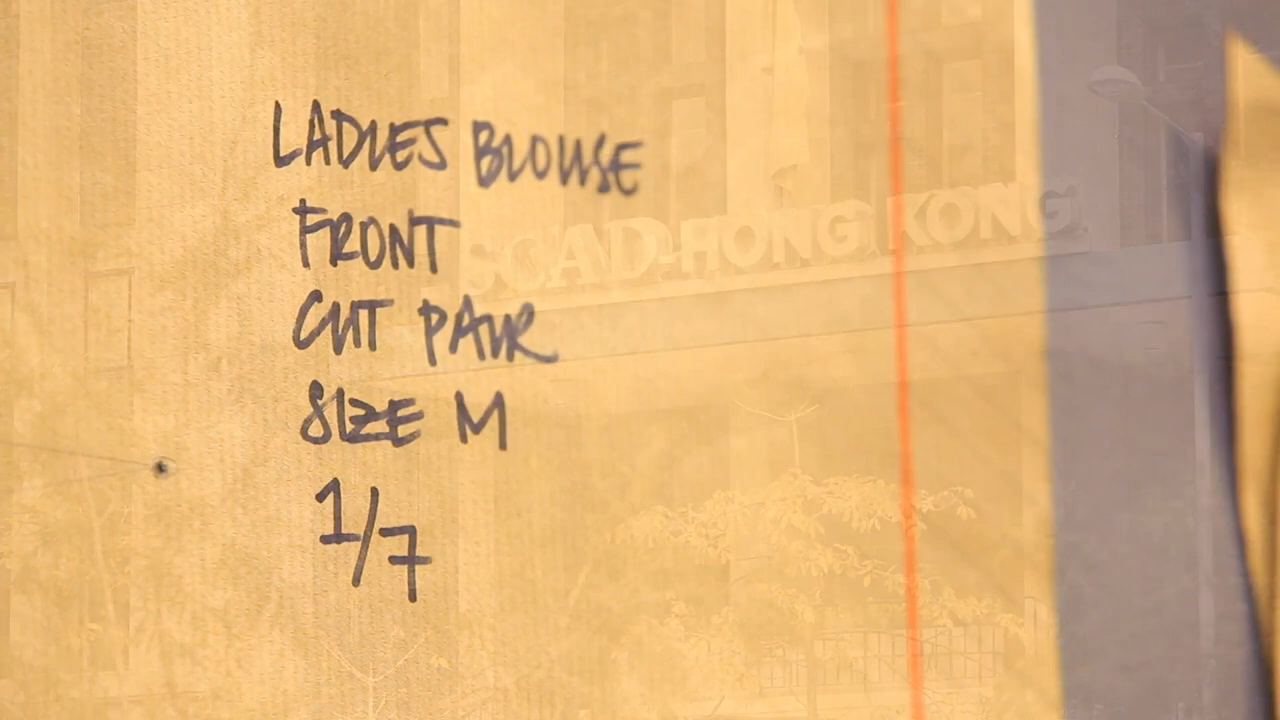 LADIES BLOUSE
FRONT
CUT PAIR
SIZE M
1/7
SCAD-HONG KONG